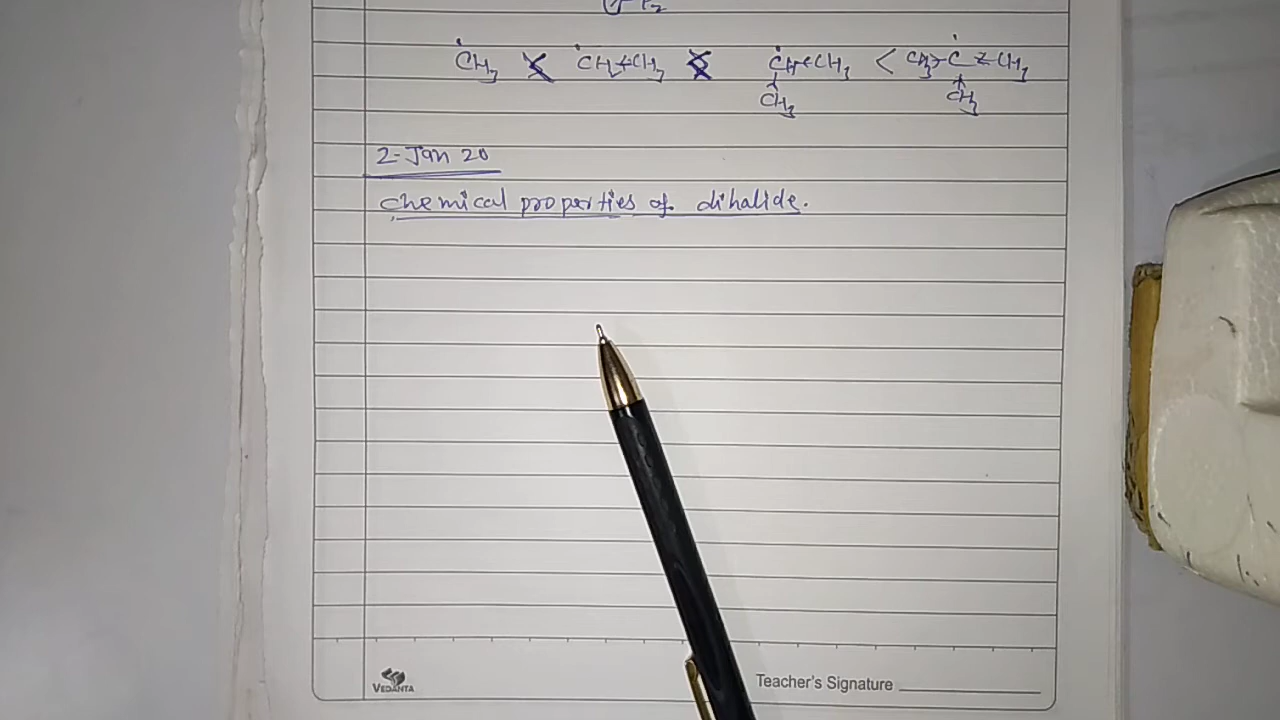 ĊH3 ĊH2←CH3 ĊH←CH3 < CH3→Ċ←CH3
CH3 CH3
2-Jan 20
chemical properties of dihalide.
VEDANTA
Teacher's Signature